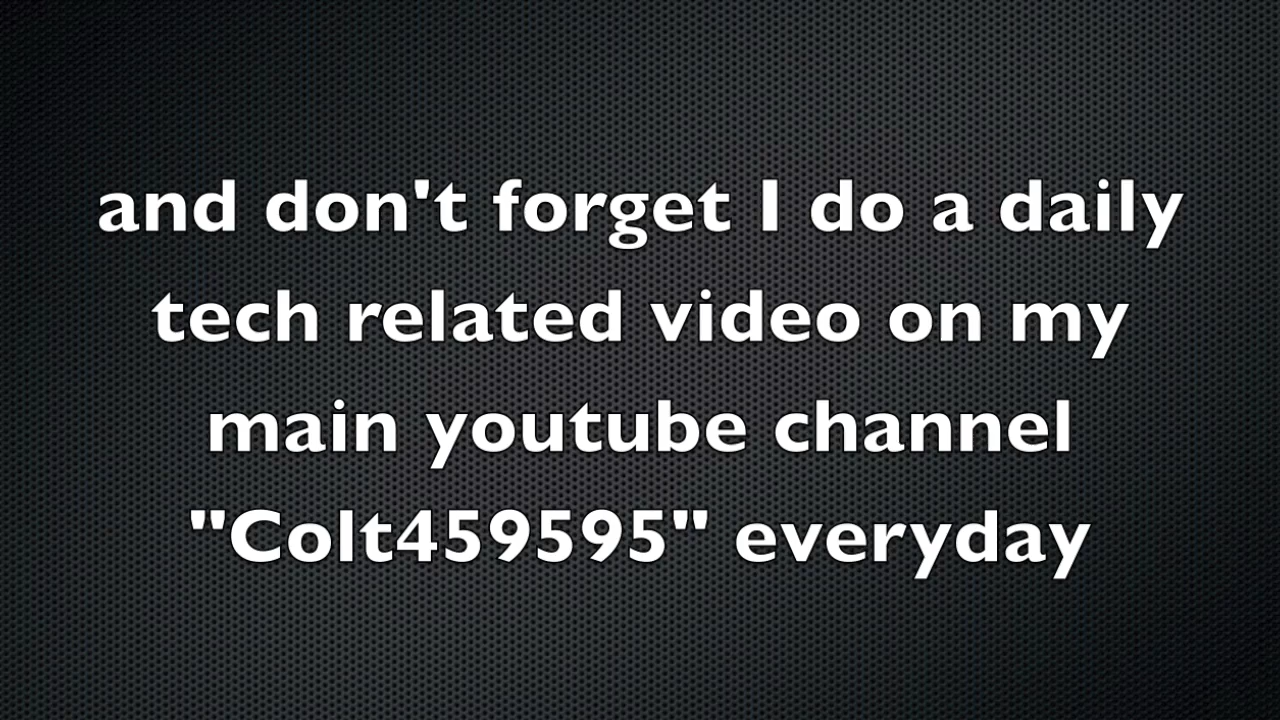 and don't forget I do a daily
tech related video on my
main youtube channel
"Colt459595" everyday